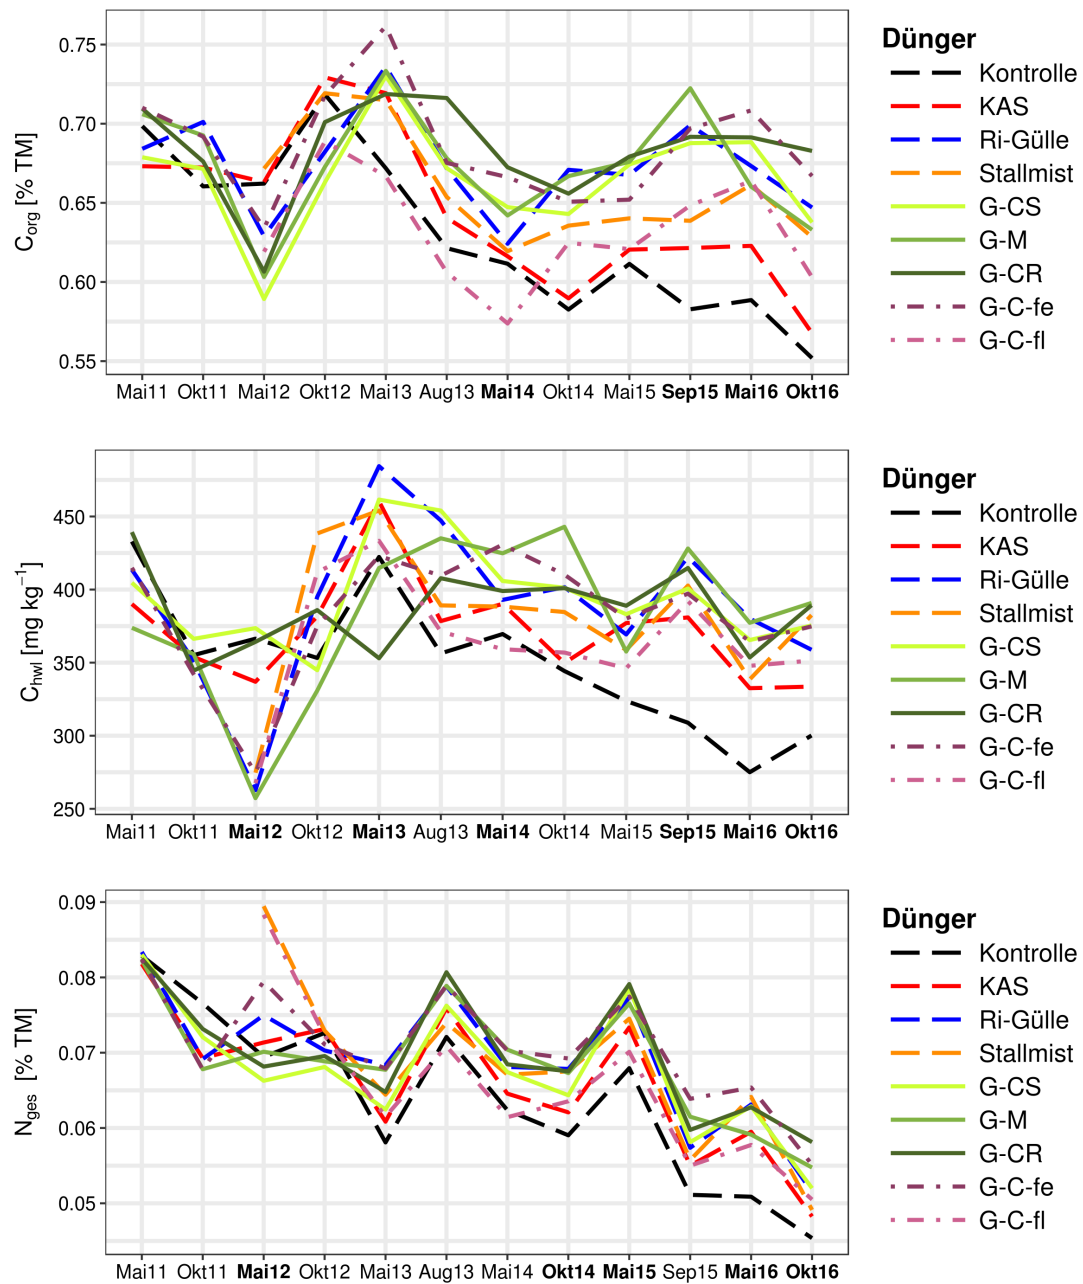 0.75
0.70
0.65
0.60
0.55
C_org [% TM]
Mai11 Okt11 Mai12 Okt12 Mai13 Aug13 Mai14 Okt14 Mai15 Sep15 Mai16 Okt16
Dünger
Kontrolle
KAS
Ri-Gülle
Stallmist
G-CS
G-M
G-CR
G-C-fe
G-C-fl
450
400
350
300
250
C_hwl [mg kg⁻¹]
Mai11 Okt11 Mai12 Okt12 Mai13 Aug13 Mai14 Okt14 Mai15 Sep15 Mai16 Okt16
Dünger
Kontrolle
KAS
Ri-Gülle
Stallmist
G-CS
G-M
G-CR
G-C-fe
G-C-fl
0.09
0.08
0.07
0.06
0.05
N_ges [% TM]
Mai11 Okt11 Mai12 Okt12 Mai13 Aug13 Mai14 Okt14 Mai15 Sep15 Mai16 Okt16
Dünger
Kontrolle
KAS
Ri-Gülle
Stallmist
G-CS
G-M
G-CR
G-C-fe
G-C-fl